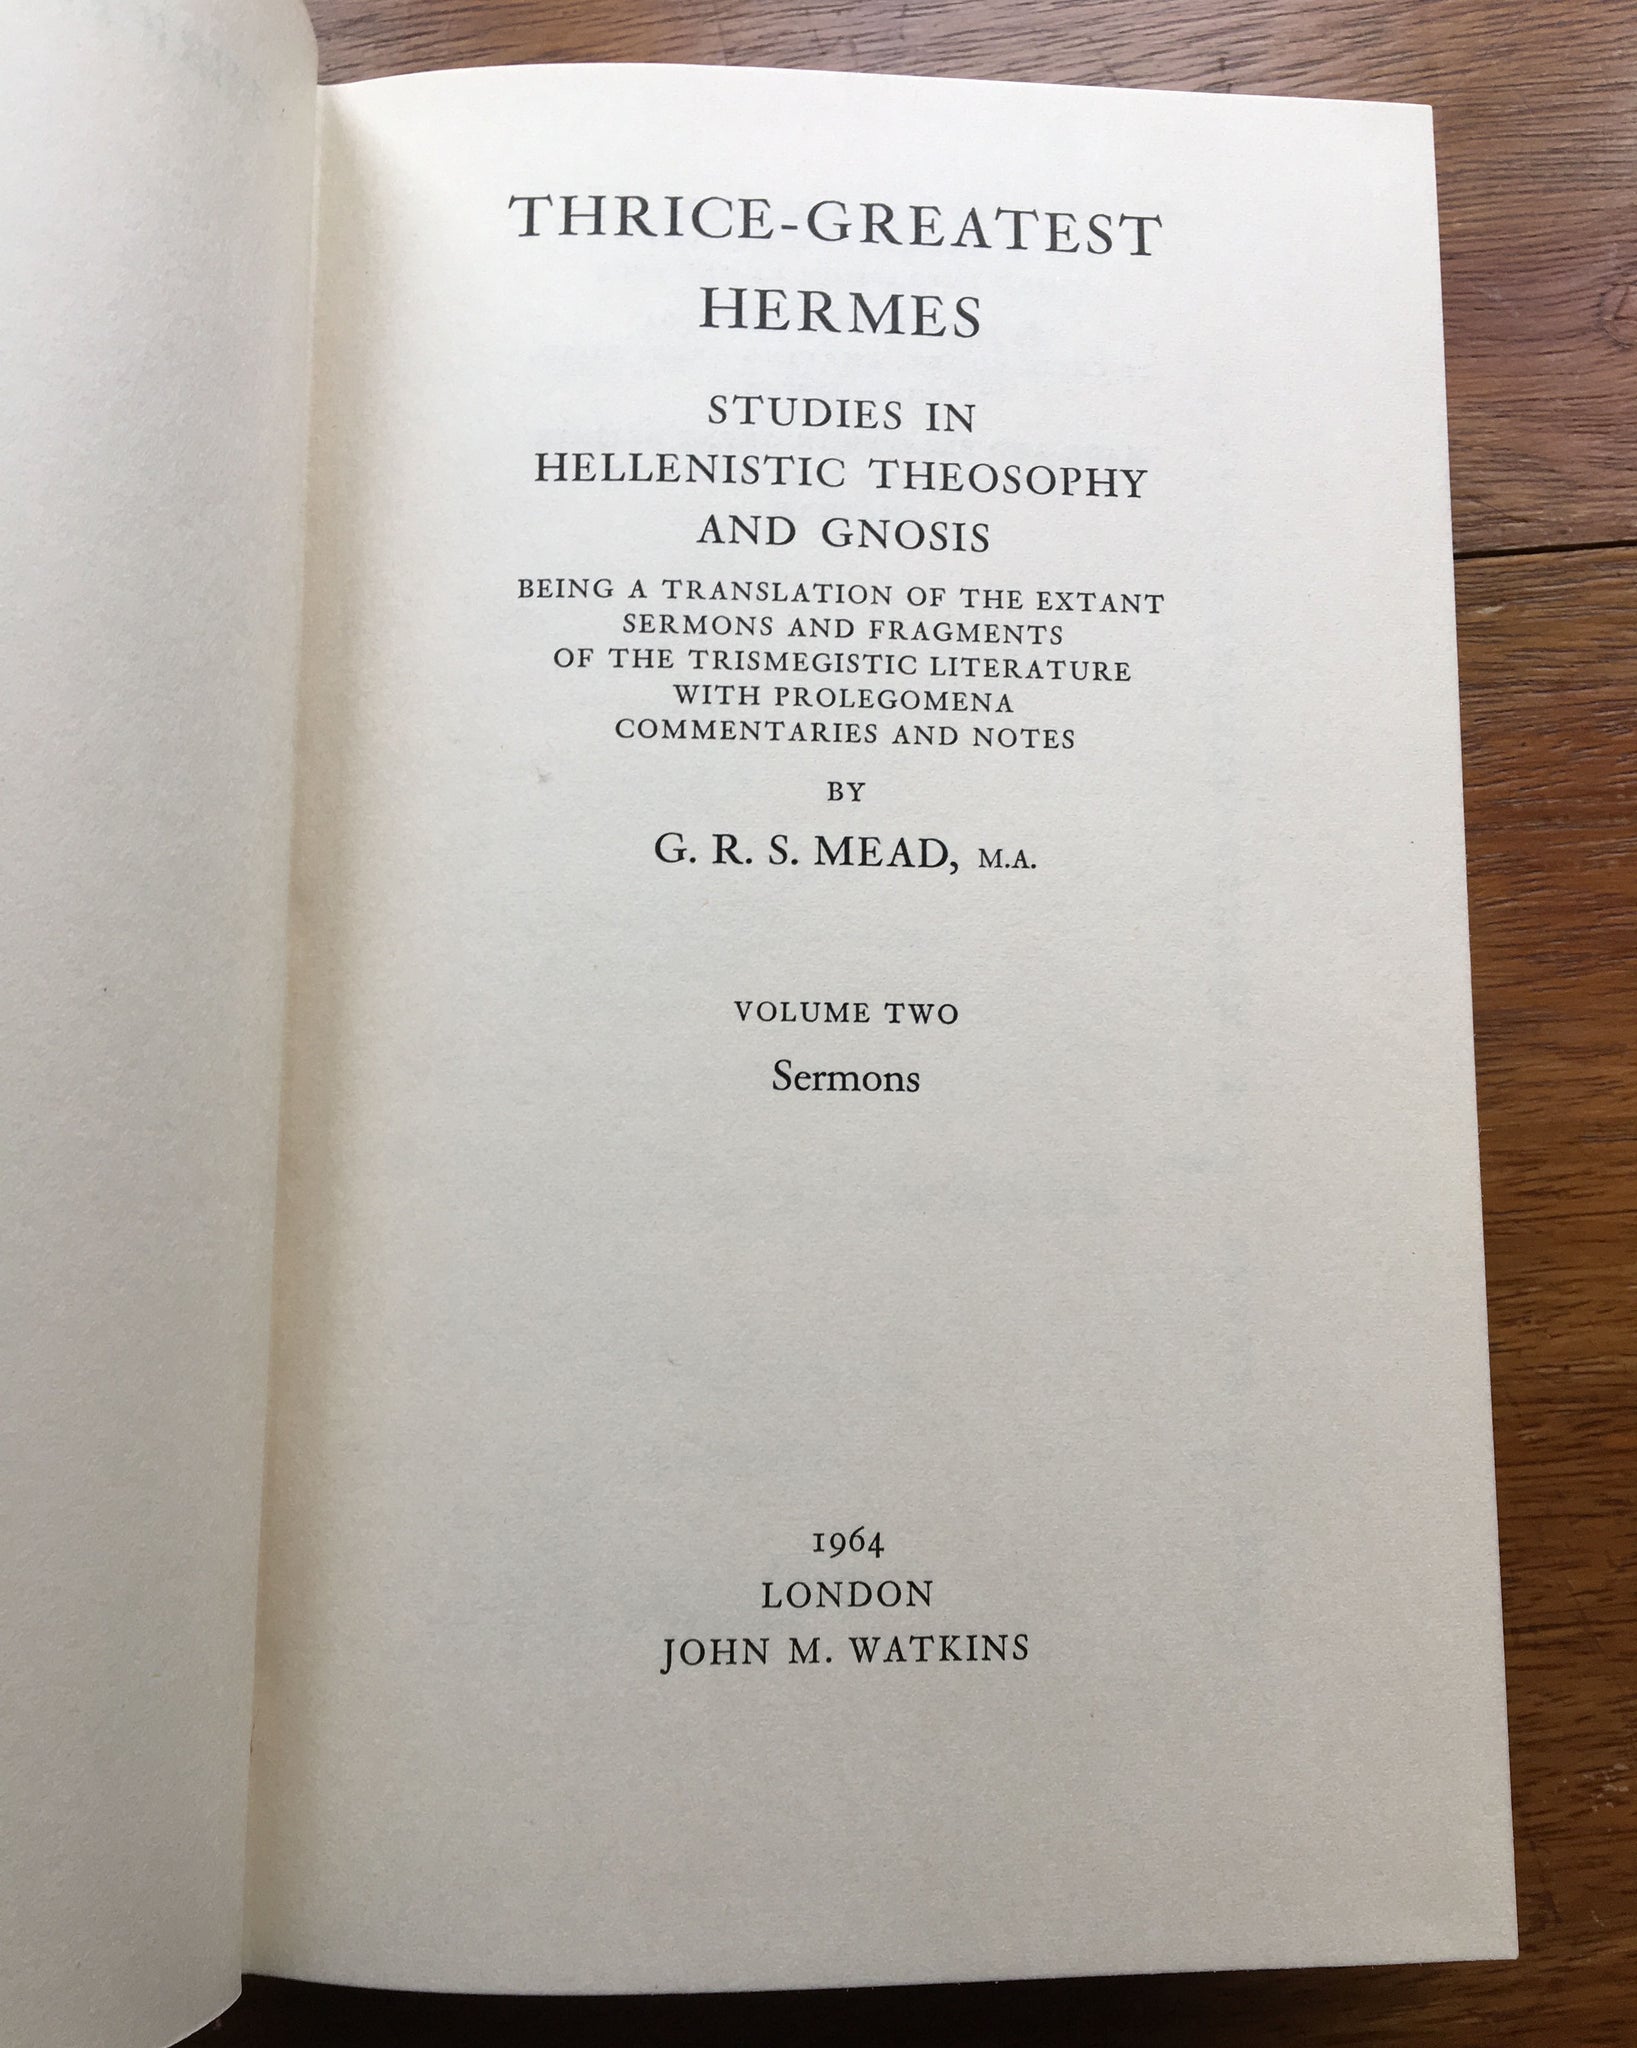 THRICE-GREATEST
HERMES
STUDIES IN
HELLENISTIC THEOSOPHY
AND GNOSIS
BEING A TRANSLATION OF THE EXTANT
SERMONS AND FRAGMENTS
OF THE TRISMEGISTIC LITERATURE
WITH PROLEGOMENA
COMMENTARIES AND NOTES
BY
G. R. S. MEAD, M.A.
VOLUME TWO
Sermons
1964
LONDON
JOHN M. WATKINS